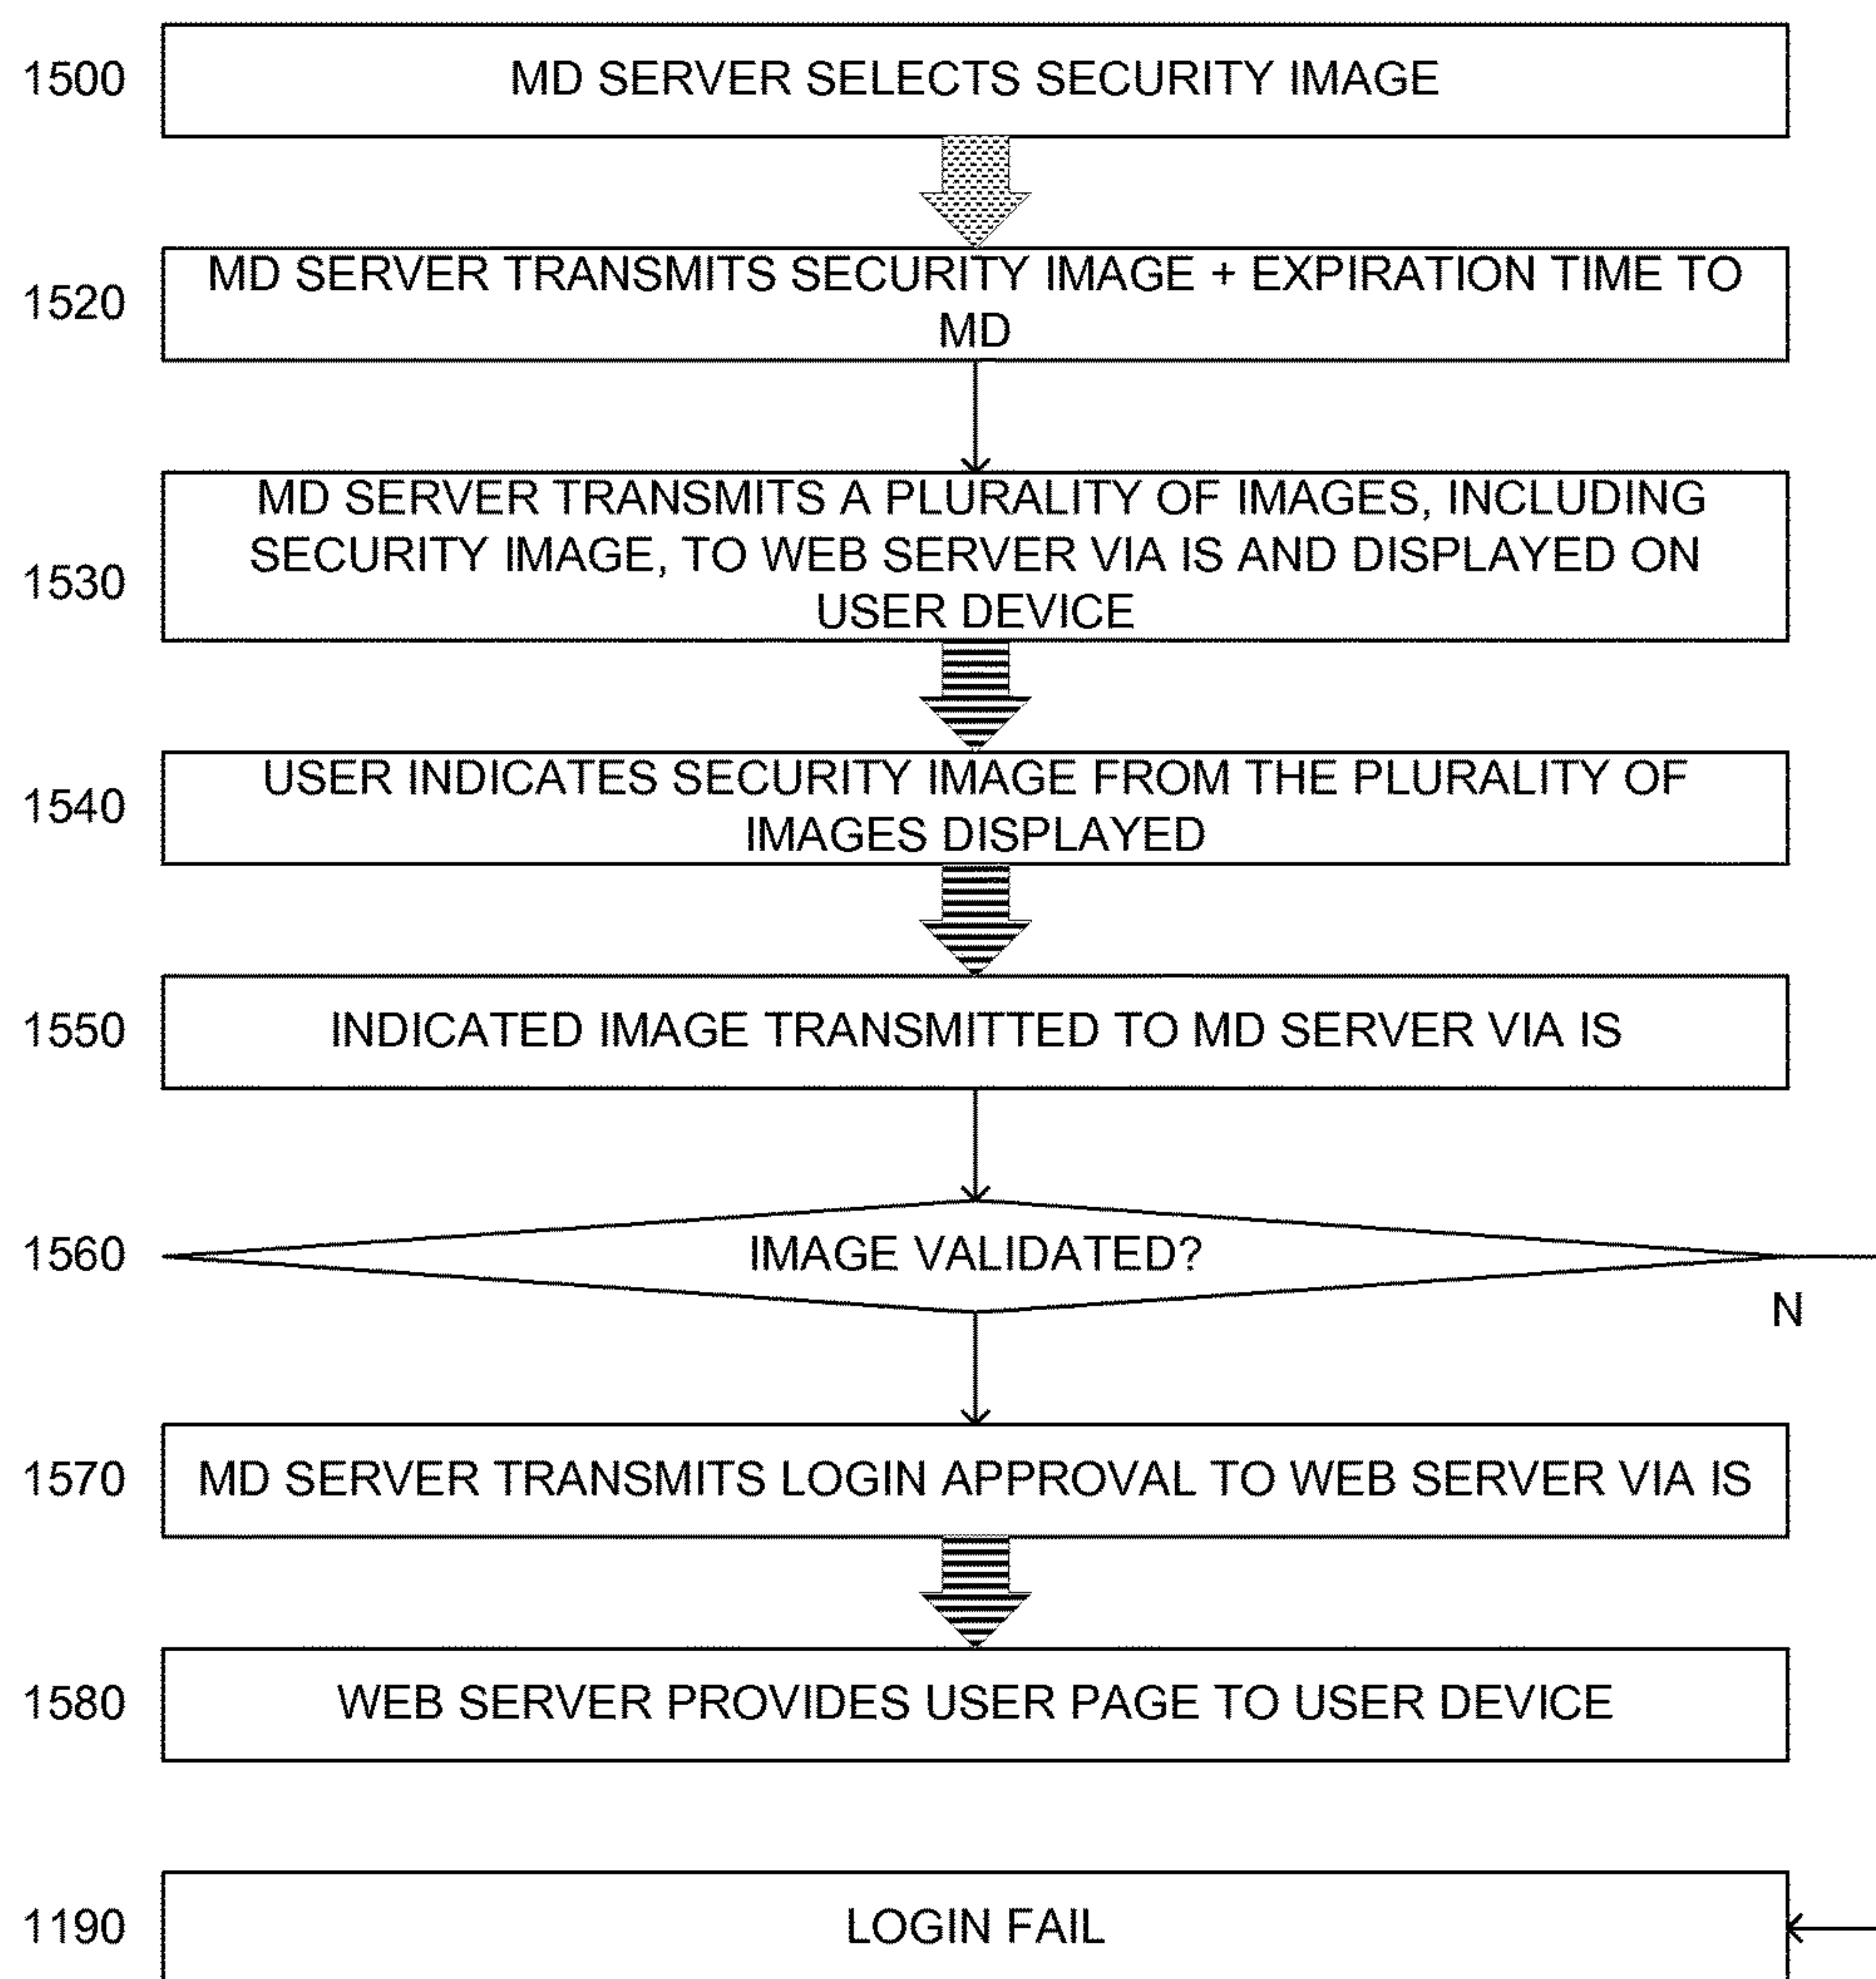 1500
MD SERVER SELECTS SECURITY IMAGE
1520
MD SERVER TRANSMITS SECURITY IMAGE + EXPIRATION TIME TO
MD
1530
MD SERVER TRANSMITS A PLURALITY OF IMAGES, INCLUDING
SECURITY IMAGE, TO WEB SERVER VIA IS AND DISPLAYED ON
USER DEVICE
1540
USER INDICATES SECURITY IMAGE FROM THE PLURALITY OF
IMAGES DISPLAYED
1550
INDICATED IMAGE TRANSMITTED TO MD SERVER VIA IS
1560
IMAGE VALIDATED?
N
1570
MD SERVER TRANSMITS LOGIN APPROVAL TO WEB SERVER VIA IS
1580
WEB SERVER PROVIDES USER PAGE TO USER DEVICE
1190
LOGIN FAIL